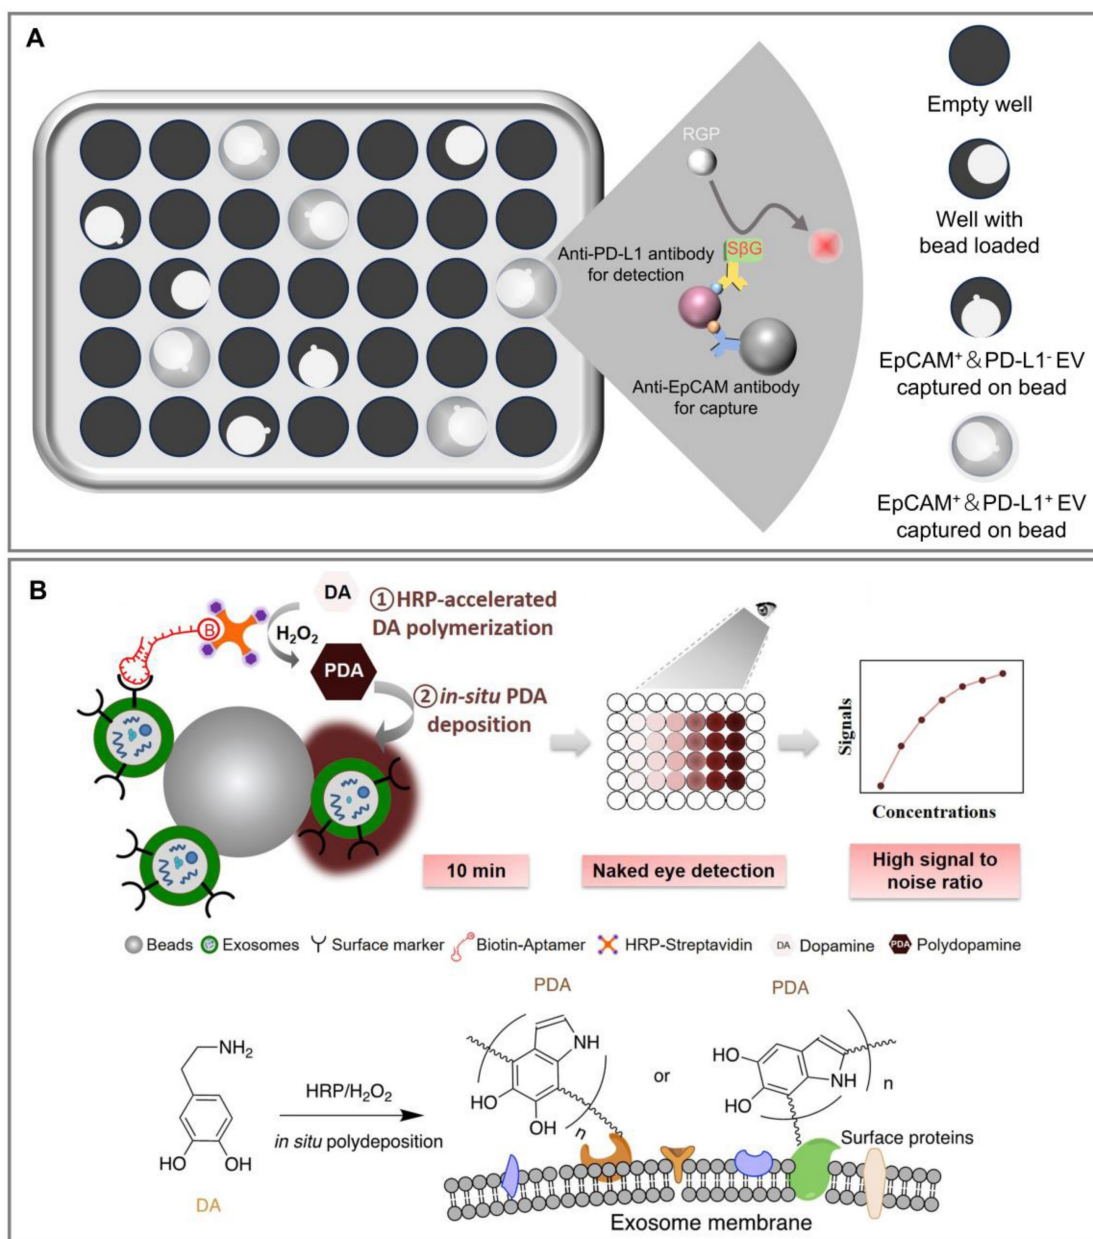 A
RGP
SβG
Anti-PD-L1 antibody
for detection
Anti-EpCAM antibody
for capture
Empty well
Well with
bead loaded
EpCAM⁺&PD-L1⁻ EV
captured on bead
EpCAM⁺&PD-L1⁺ EV
captured on bead
B
B
DA
H₂O₂
PDA
①HRP-accelerated
DA polymerization
②in-situ PDA
deposition
10 min
Naked eye detection
Signals
Concentrations
High signal to
noise ratio
Beads
Exosomes
Surface marker
Biotin-Aptamer
HRP-Streptavidin
DA
Dopamine
PDA
Polydopamine
NH₂
HO
OH
DA
HRP/H₂O₂
in situ polydeposition
PDA
NH
HO
OH
n
or
PDA
HO
HO
NH
n
Surface proteins
Exosome membrane